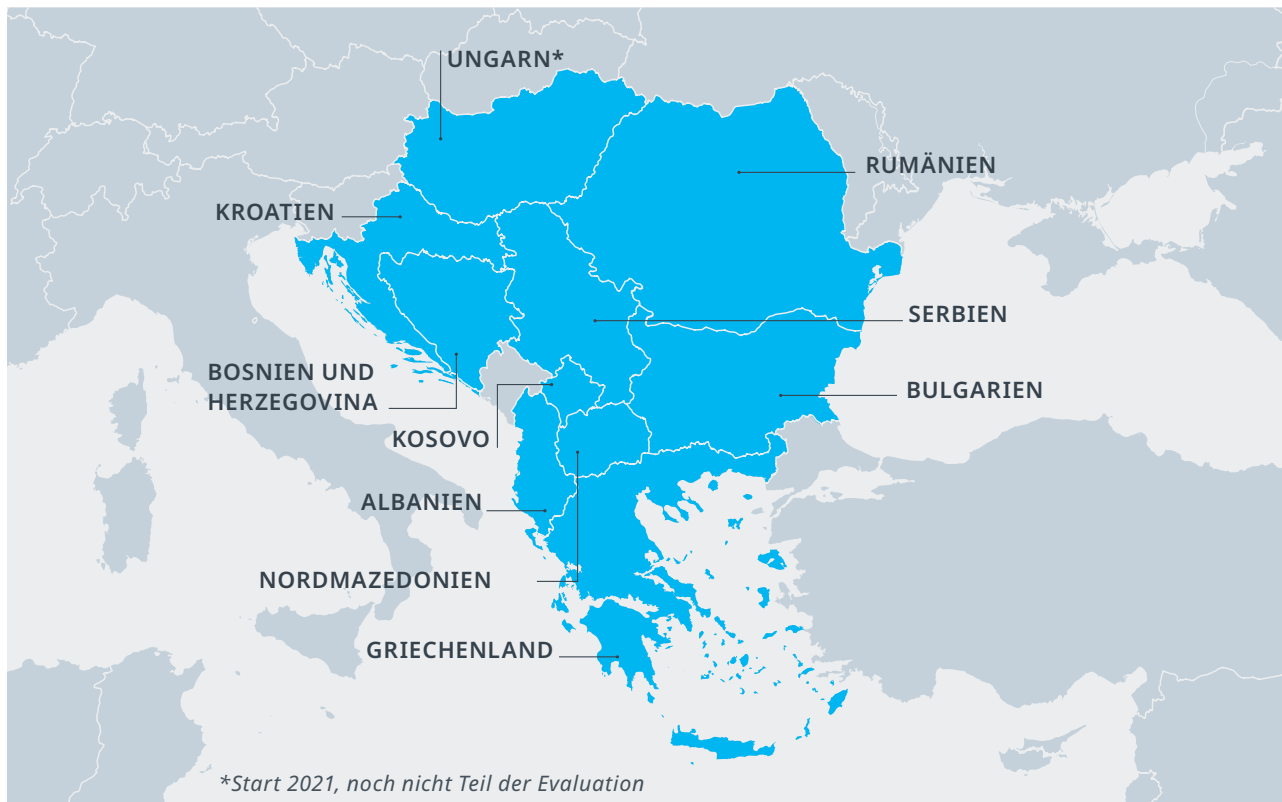 UNGARN*
RUMÄNIEN
KROATIEN
SERBIEN
BOSNIEN UND
HERZEGOVINA
BULGARIEN
KOSOVO
ALBANIEN
NORDMAZEDONIEN
GRIECHENLAND
*Start 2021, noch nicht Teil der Evaluation